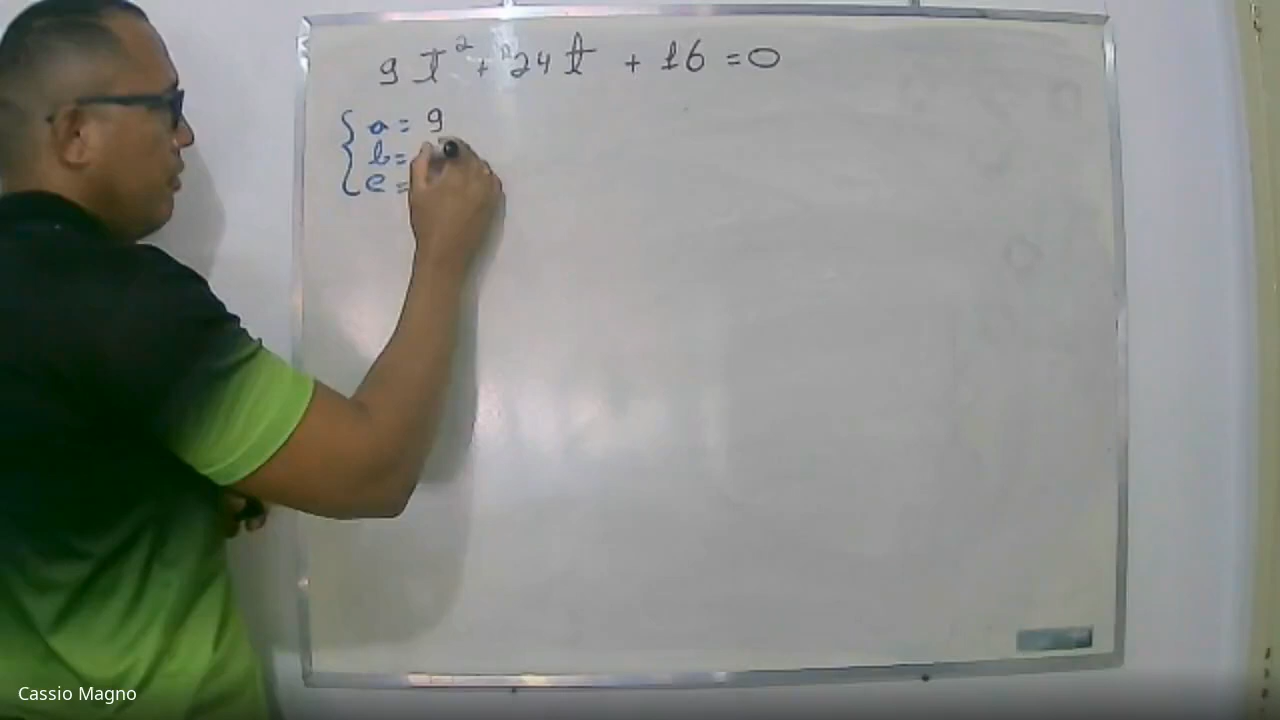 9t² + 24t + 16 = 0
a = 9
b =
c =
Cassio Magno